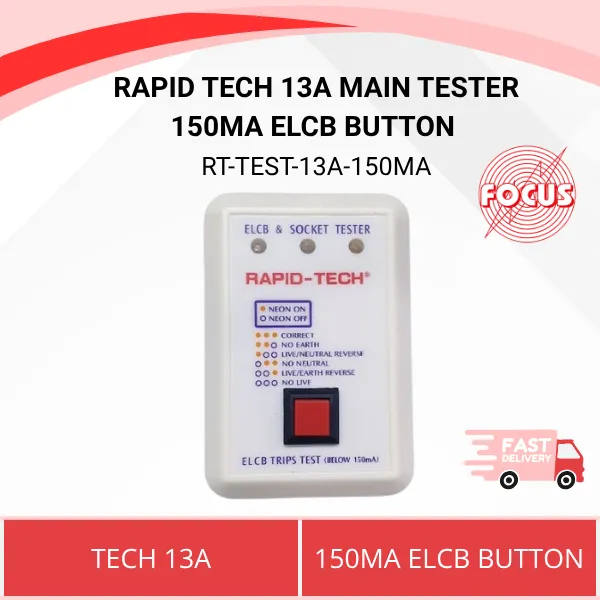 RAPID TECH 13A MAIN TESTER
150MA ELCB BUTTON
RT-TEST-13A-150MA
FOCUS
ELCB & SOCKET TESTER
RAPID-TECH®
NEON ON
NEON OFF
CORRECT
NO EARTH
LIVE/NEUTRAL REVERSE
NO NEUTRAL
LIVE/EARTH REVERSE
NO LIVE
ELCB TRIPS TEST (BELOW 150mA)
FAST
DELIVERY
TECH 13A
150MA ELCB BUTTON